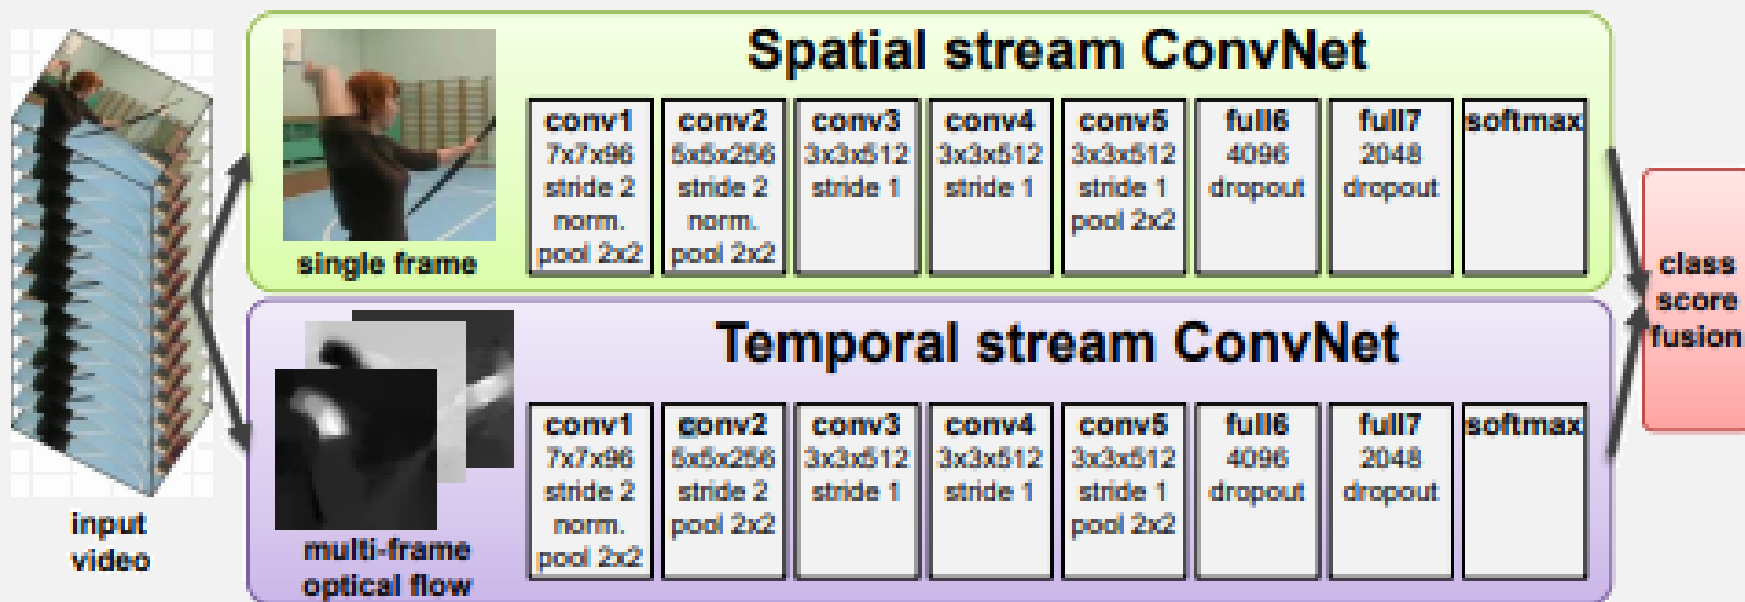 Spatial stream ConvNet
conv1
7x7x96
stride 2
norm.
pool 2x2
conv2
5x5x256
stride 2
norm.
pool 2x2
conv3
3x3x512
stride 1
conv4
3x3x512
stride 1
conv5
3x3x512
stride 1
pool 2x2
full6
4096
dropout
full7
2048
dropout
softmax
single frame
input
video
Temporal stream ConvNet
conv1
7x7x96
stride 2
norm.
pool 2x2
conv2
5x5x256
stride 2
pool 2x2
conv3
3x3x512
stride 1
conv4
3x3x512
stride 1
conv5
3x3x512
stride 1
pool 2x2
full6
4096
dropout
full7
2048
dropout
softmax
multi-frame
optical flow
class
score
fusion